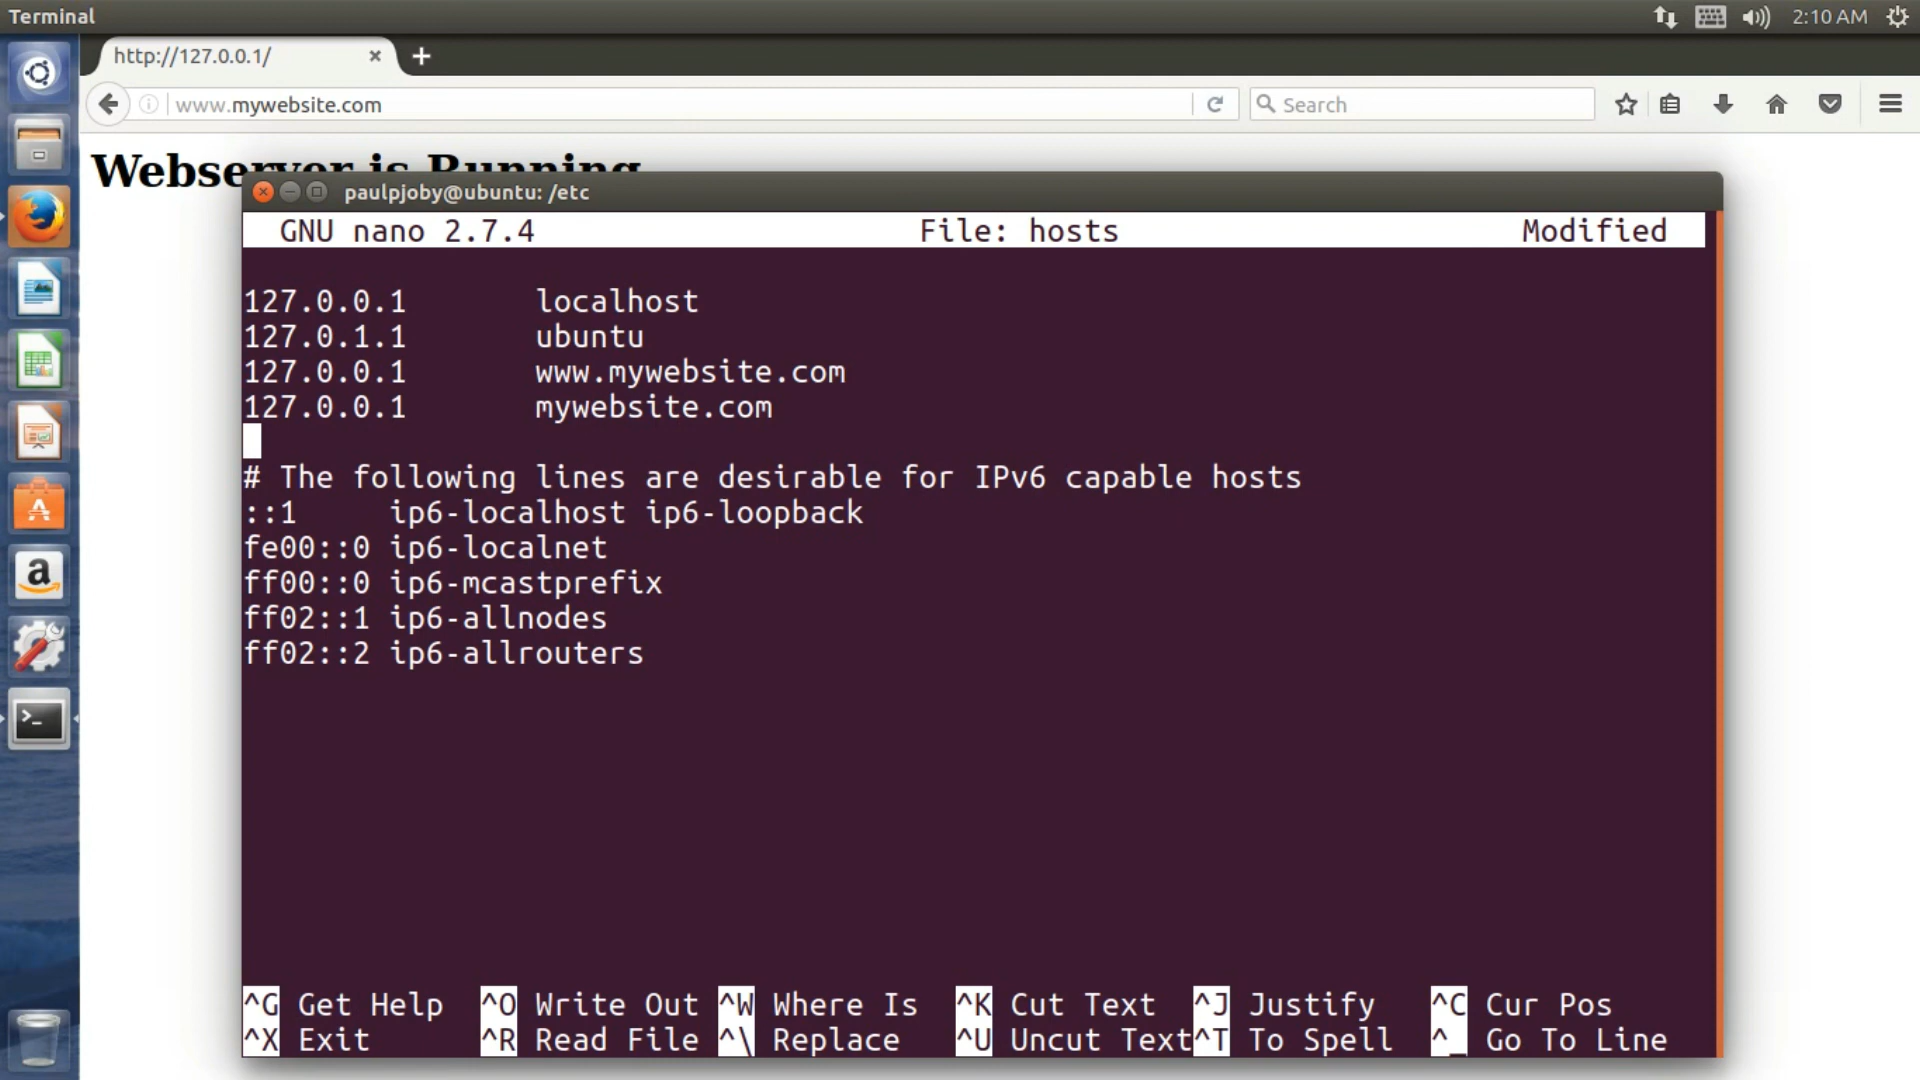 Terminal
2:10 AM
http://127.0.0.1/
www.mywebsite.com
Search
Webserver is Running
paulpjoby@ubuntu: /etc
GNU nano 2.7.4 File: hosts Modified
127.0.0.1 localhost
127.0.1.1 ubuntu
127.0.0.1 www.mywebsite.com
127.0.0.1 mywebsite.com
# The following lines are desirable for IPv6 capable hosts
::1 ip6-localhost ip6-loopback
fe00::0 ip6-localnet
ff00::0 ip6-mcastprefix
ff02::1 ip6-allnodes
ff02::2 ip6-allrouters
^G Get Help ^O Write Out ^W Where Is ^K Cut Text ^J Justify ^C Cur Pos
^X Exit ^R Read File ^\ Replace ^U Uncut Text ^T To Spell ^_ Go To Line